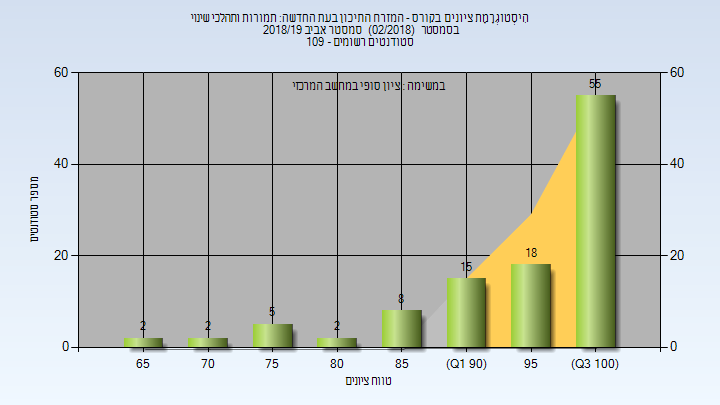 היסטוגרמת ציונים בקורס - המזרח התיכון בעת החדשה: תמורות ותהלכי שינוי
בסמסטר (02/2018) סמסטר אביב 2018/19
סטודנטים רשומים - 109
במשימה : ציון סופי במחשב המרכזי
מספר סטודנטים
60
40
20
0
60
40
20
0
2
2
5
2
8
15
18
55
65
70
75
80
85
(Q1 90)
95
(Q3 100)
טווח ציונים